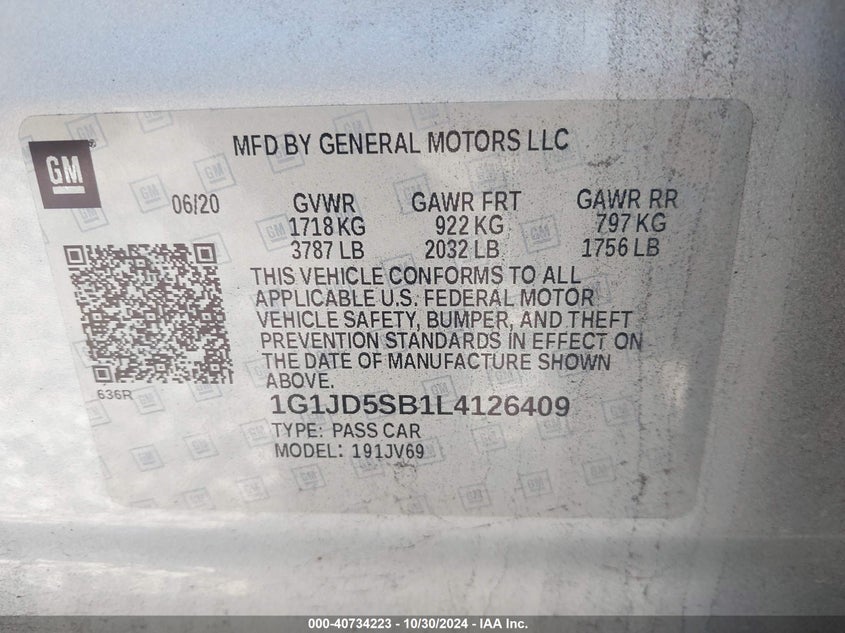 MFD BY GENERAL MOTORS LLC
GM
06/20 GVWR GAWR FRT GAWR RR
1718 KG 922 KG 797 KG
3787 LB 2032 LB 1756 LB
THIS VEHICLE CONFORMS TO ALL
APPLICABLE U.S. FEDERAL MOTOR
VEHICLE SAFETY, BUMPER, AND THEFT
PREVENTION STANDARDS IN EFFECT ON
THE DATE OF MANUFACTURE SHOWN
ABOVE.
636R
1G1JD5SB1L4126409
TYPE: PASS CAR
MODEL: 191JV69
000-40734223 - 10/30/2024 - IAA Inc.